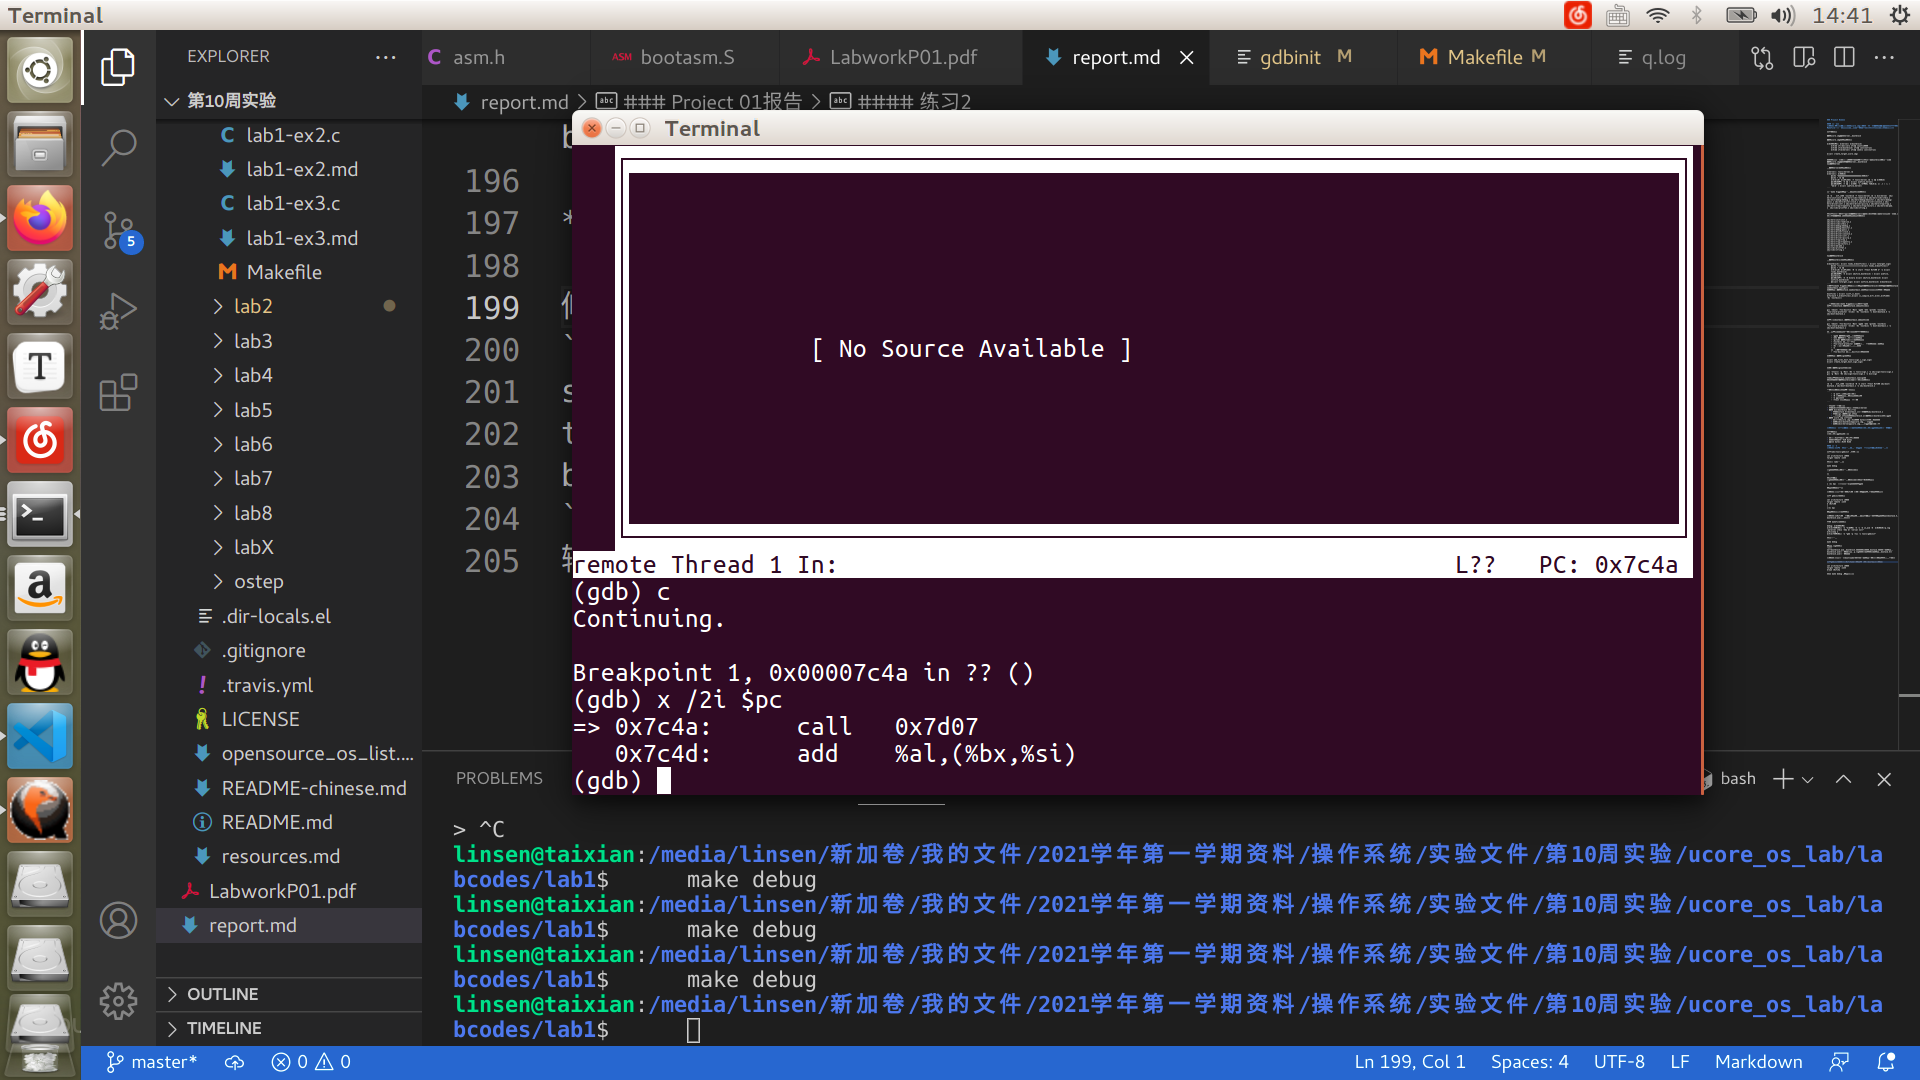 Terminal
14:41
EXPLORER
asm.h
ASM bootasm.S
LabworkP01.pdf
report.md
gdbinit M
Makefile M
q.log
第10周实验
report.md > ### Project 01报告 > #### 练习2
lab1-ex2.c
lab1-ex2.md
lab1-ex3.c
lab1-ex3.md
Makefile
lab2
lab3
lab4
lab5
lab6
lab7
lab8
labX
ostep
.dir-locals.el
.gitignore
.travis.yml
LICENSE
opensource_os_list....
README-chinese.md
README.md
resources.md
LabworkP01.pdf
report.md
OUTLINE
TIMELINE
5
196
197
198
199
200
201
202
203
204
205
Terminal
[ No Source Available ]
remote Thread 1 In: L?? PC: 0x7c4a
(gdb) c
Continuing.
Breakpoint 1, 0x00007c4a in ?? ()
(gdb) x /2i $pc
=> 0x7c4a: call 0x7d07
0x7c4d: add %al,(%bx,%si)
(gdb)
PROBLEMS
bash
> ^C
linsen@taixian:/media/linsen/新加卷/我的文件/2021学年第一学期资料/操作系统/实验文件/第10周实验/ucore_os_lab/la
bcodes/lab1$ make debug
linsen@taixian:/media/linsen/新加卷/我的文件/2021学年第一学期资料/操作系统/实验文件/第10周实验/ucore_os_lab/la
bcodes/lab1$ make debug
linsen@taixian:/media/linsen/新加卷/我的文件/2021学年第一学期资料/操作系统/实验文件/第10周实验/ucore_os_lab/la
bcodes/lab1$ make debug
linsen@taixian:/media/linsen/新加卷/我的文件/2021学年第一学期资料/操作系统/实验文件/第10周实验/ucore_os_lab/la
bcodes/lab1$
master* 0 0
Ln 199, Col 1 Spaces: 4 UTF-8 LF Markdown